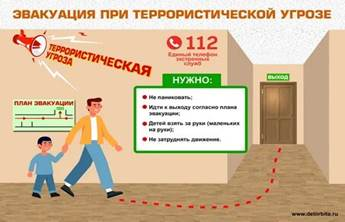 ЭВАКУАЦИЯ ПРИ ТЕРРОРИСТИЧЕСКОЙ УГРОЗЕ
ТЕРРОРИСТИЧЕСКАЯ
УГРОЗА
112
Единый телефон
экстренных
служб
НУЖНО:
ВЫХОД
ПЛАН ЭВАКУАЦИИ
• Не паниковать;
• Идти к выходу согласно плана
эвакуации;
• Детей взять за руки (маленьких
на руки);
• Не затруднять движение.
www.detiorbita.ru